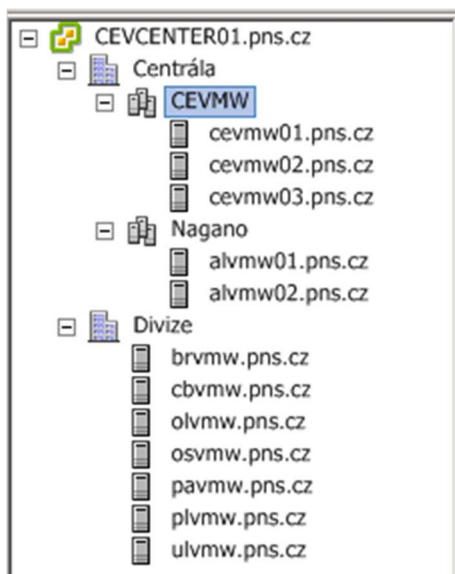 CEVCENTER01.pns.cz
Centrála
CEVMW
cevmw01.pns.cz
cevmw02.pns.cz
cevmw03.pns.cz
Nagano
alvmw01.pns.cz
alvmw02.pns.cz
Divize
brvmw.pns.cz
cbvmw.pns.cz
olvmw.pns.cz
osvmw.pns.cz
pavmw.pns.cz
plvmw.pns.cz
ulvmw.pns.cz